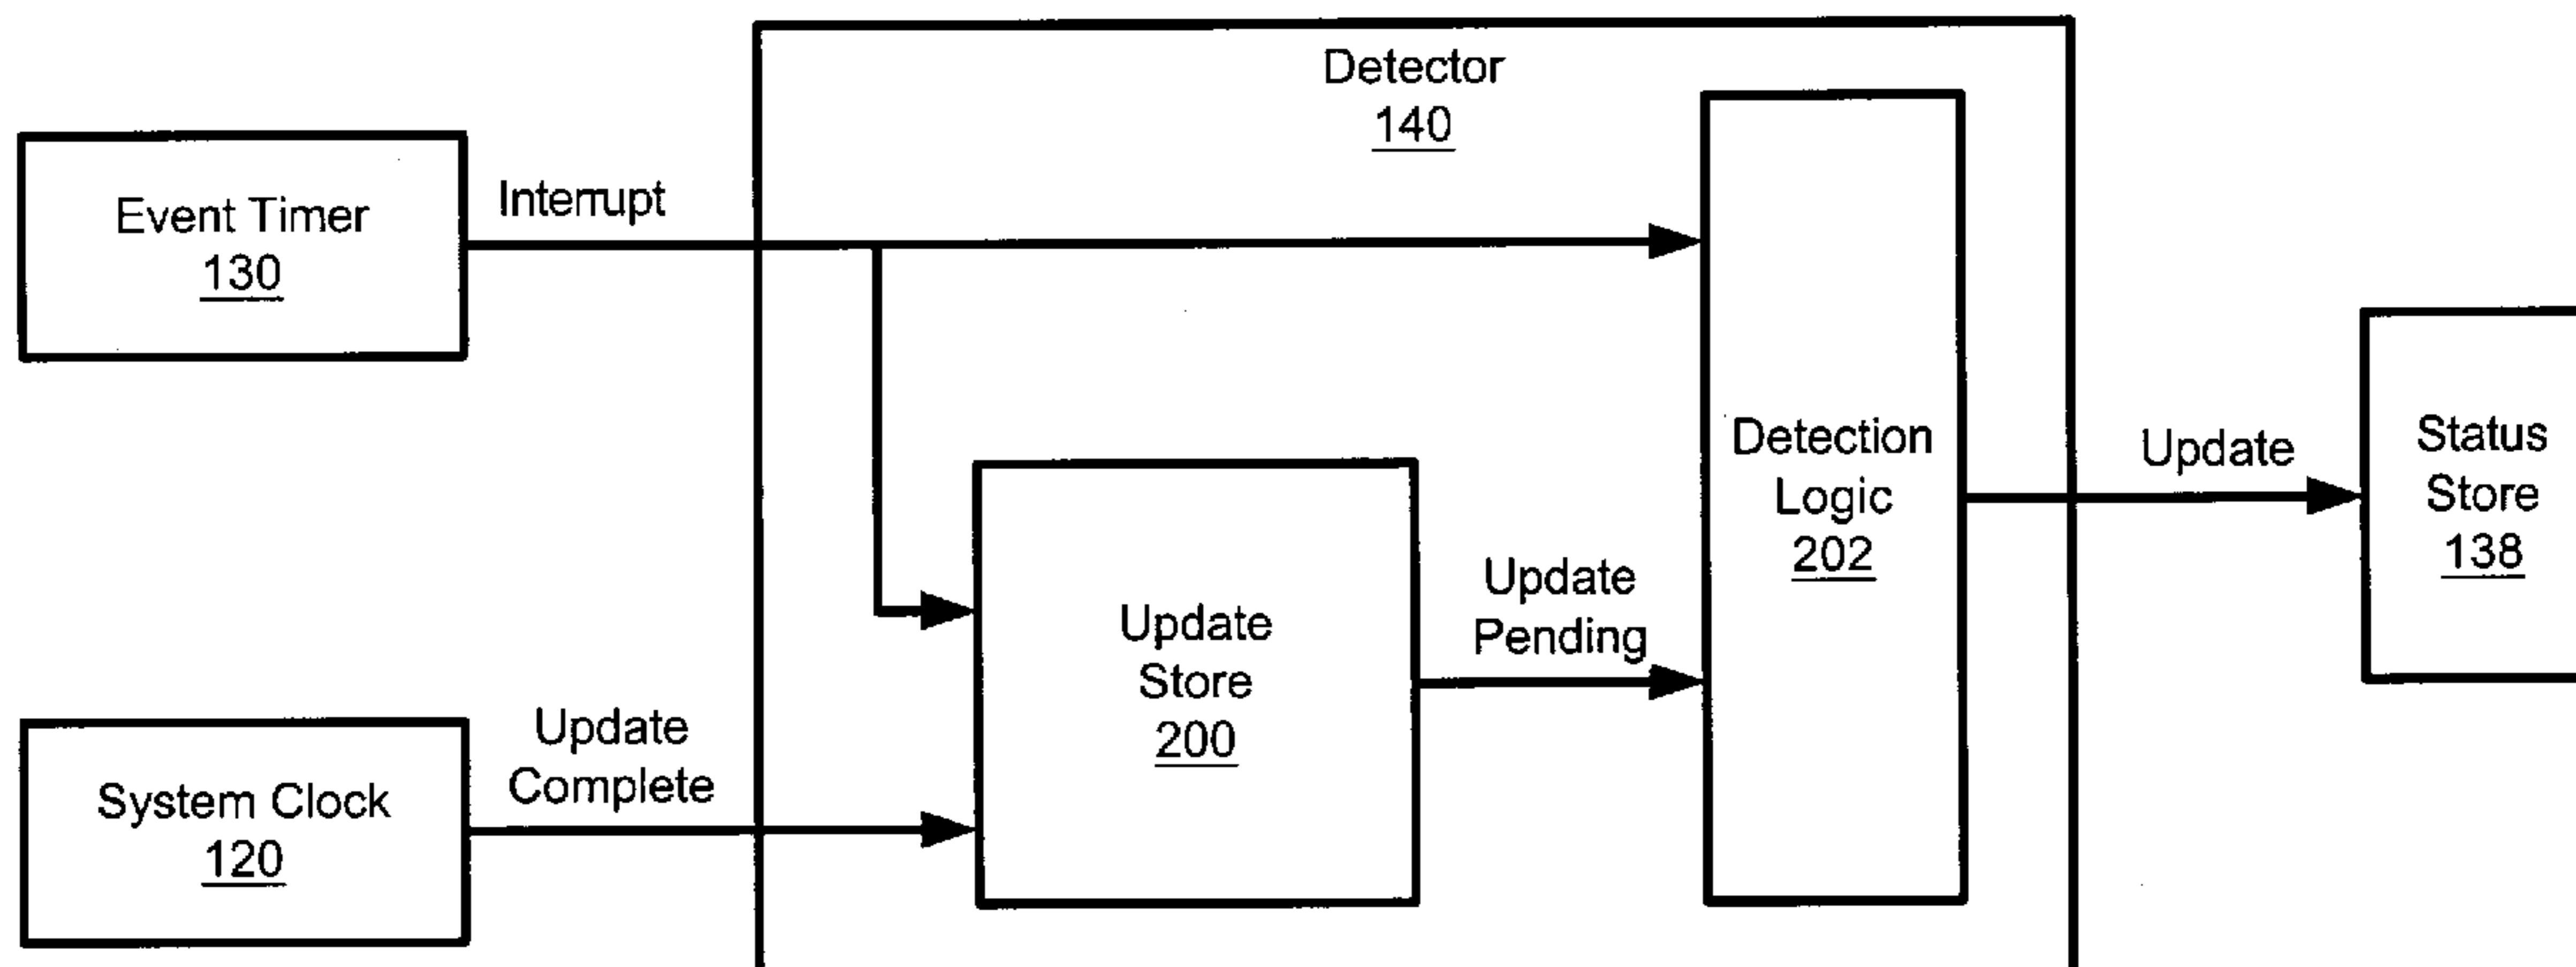 Detector
140
Event Timer
130
Interrupt
Detection
Logic
202
Update
Status
Store
138
Update
Store
200
Update
Pending
System Clock
120
Update
Complete